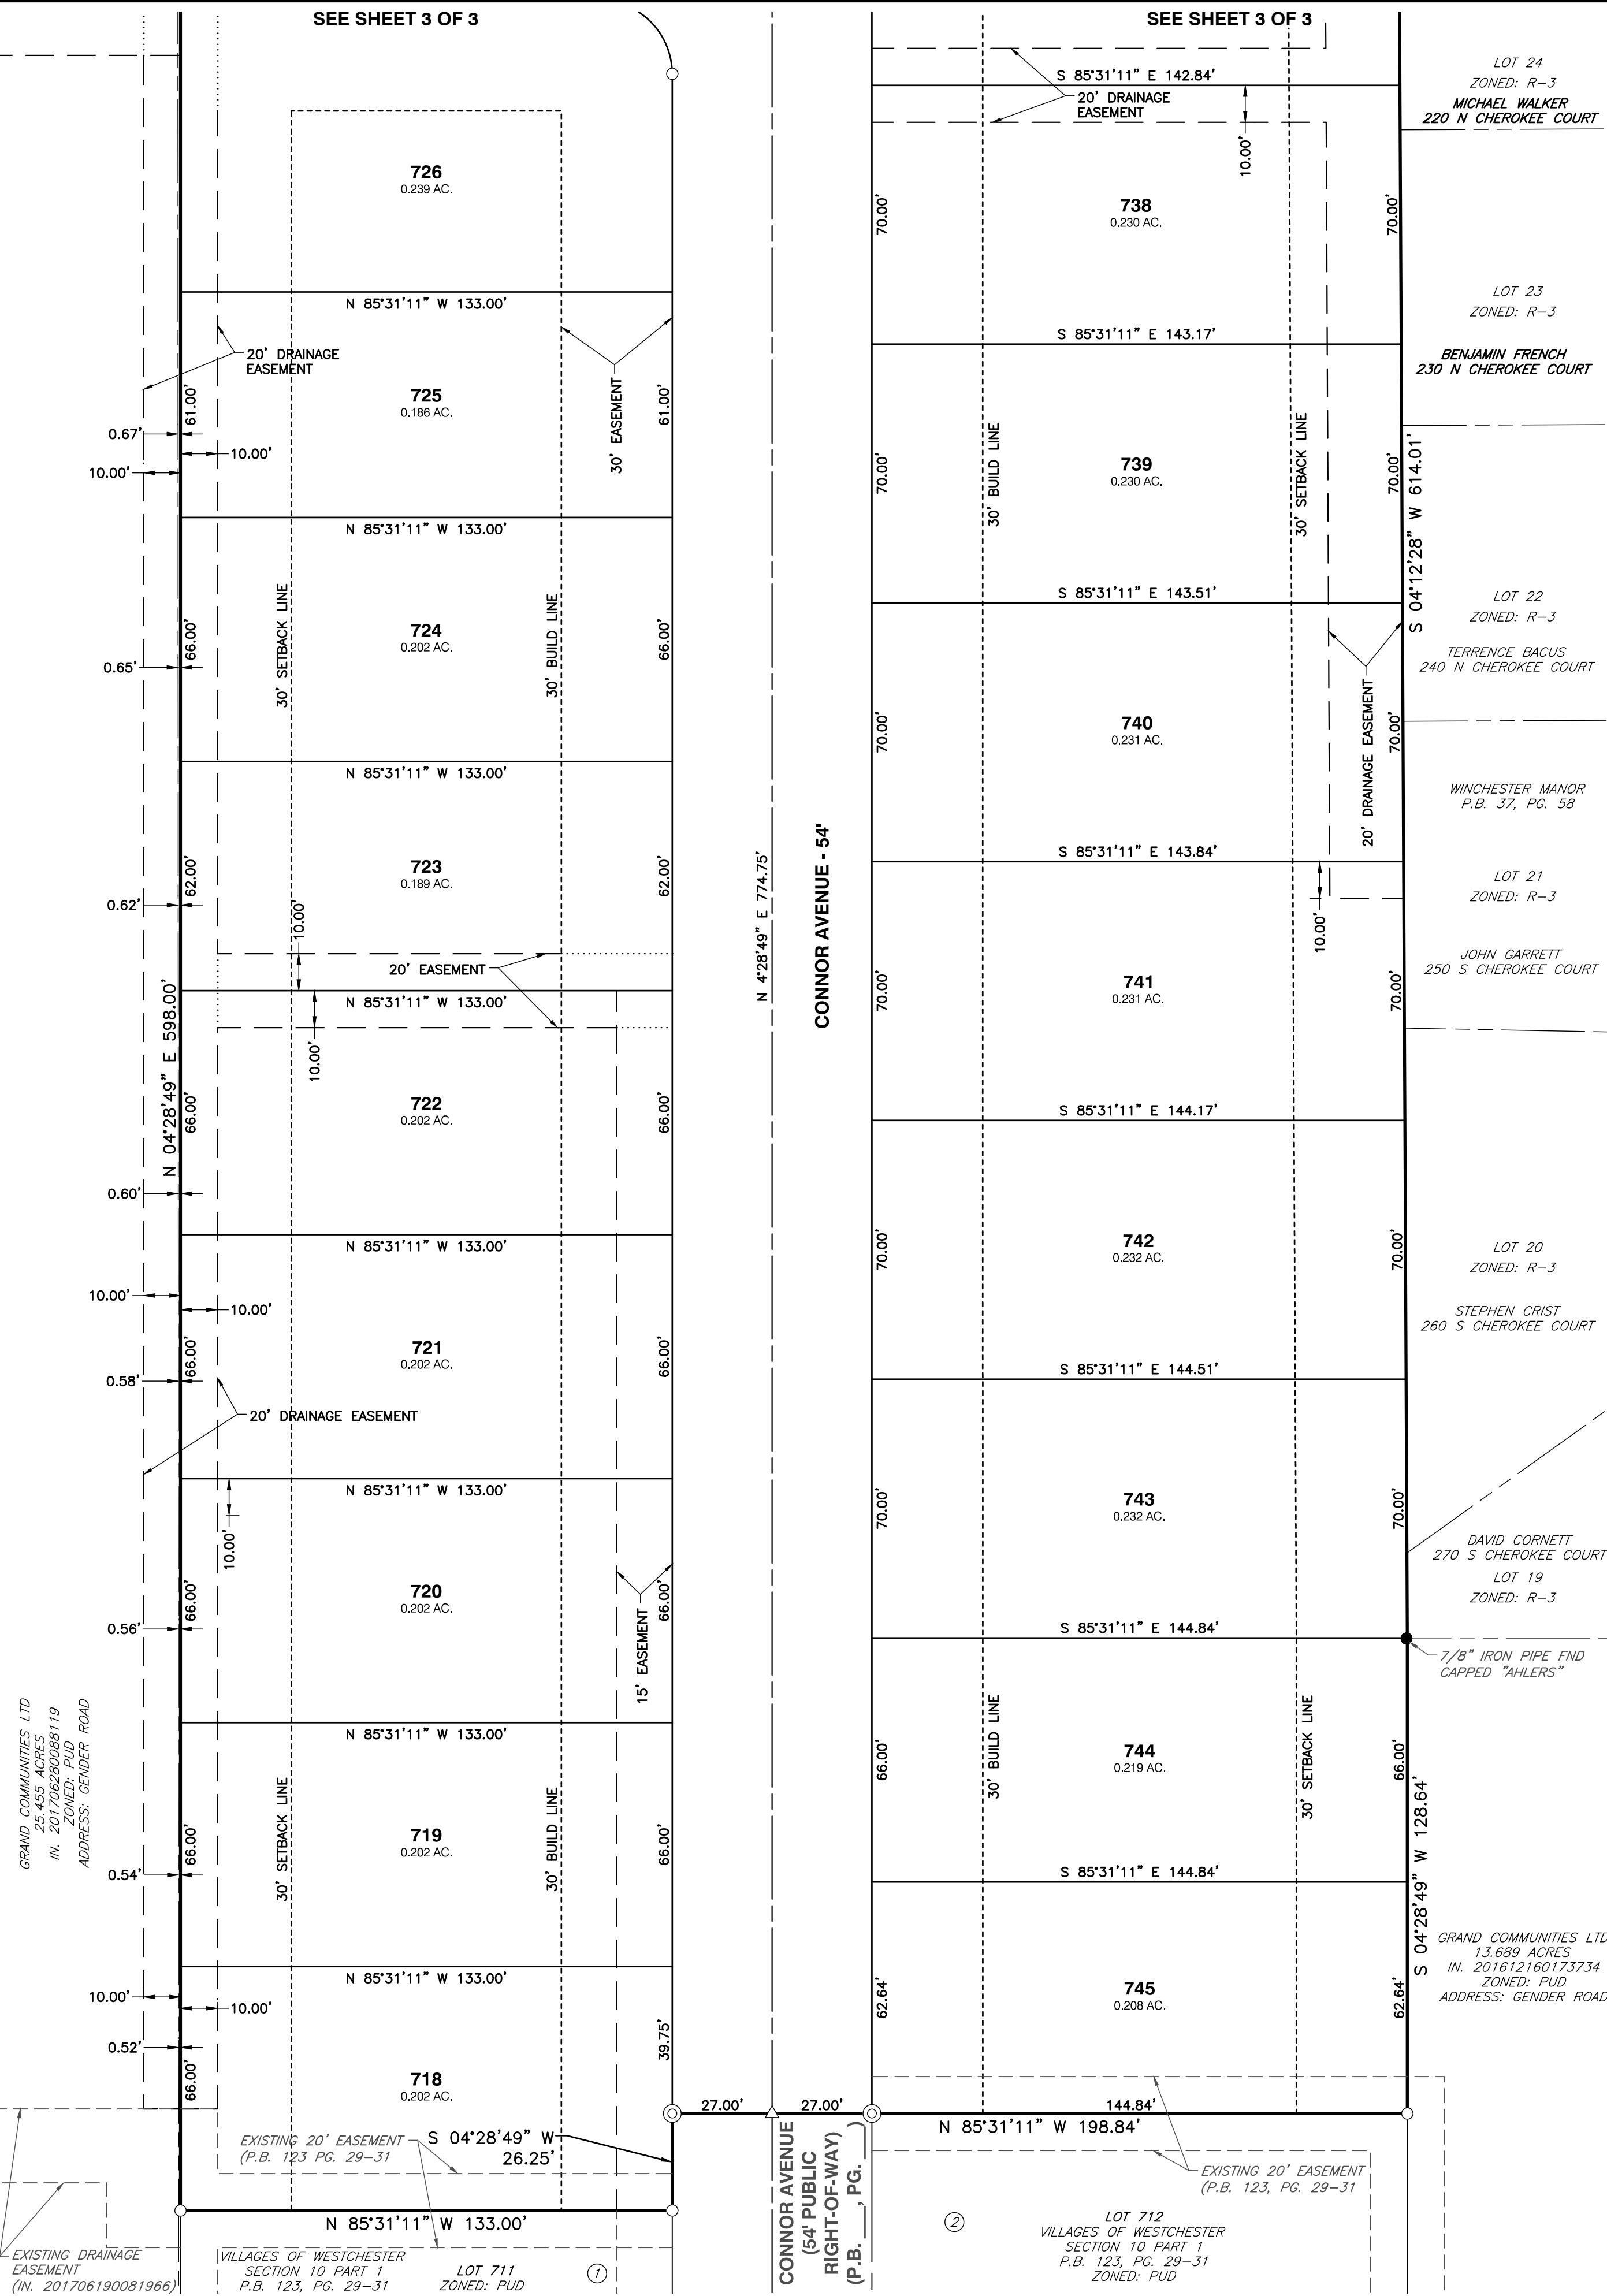 SEE SHEET 3 OF 3
SEE SHEET 3 OF 3
726
0.239 AC.
N 85°31'11" W 133.00'
20' DRAINAGE
EASEMENT
30' EASEMENT
725
0.186 AC.
61.00'
61.00'
0.67'
10.00'
10.00'
N 85°31'11" W 133.00'
30' SETBACK LINE
30' BUILD LINE
724
0.202 AC.
66.00'
66.00'
0.65'
N 85°31'11" W 133.00'
723
0.189 AC.
62.00'
62.00'
0.62'
10.00'
20' EASEMENT
N 85°31'11" W 133.00'
10.00'
N 04°28'49" E 598.00'
722
0.202 AC.
66.00'
66.00'
0.60'
N 85°31'11" W 133.00'
10.00'
10.00'
721
0.202 AC.
66.00'
66.00'
0.58'
20' DRAINAGE EASEMENT
N 85°31'11" W 133.00'
10.00'
720
0.202 AC.
66.00'
66.00'
0.56'
15' EASEMENT
N 85°31'11" W 133.00'
GRAND COMMUNITIES LTD
25.455 ACRES
IN. 201706280088119
ZONED: PUD
ADDRESS: GENDER ROAD
30' SETBACK LINE
30' BUILD LINE
719
0.202 AC.
66.00'
66.00'
0.54'
N 85°31'11" W 133.00'
10.00'
10.00'
0.52'
39.75'
718
0.202 AC.
66.00'
EXISTING 20' EASEMENT
(P.B. 123 PG. 29-31
S 04°28'49" W
26.25'
N 85°31'11" W 133.00'
EXISTING DRAINAGE
EASEMENT
(IN. 201706190081966)
VILLAGES OF WESTCHESTER
SECTION 10 PART 1
P.B. 123, PG. 29-31
LOT 711
ZONED: PUD
1
N 4°28'49" E 774.75'
CONNOR AVENUE - 54'
27.00'
27.00'
CONNOR AVENUE
(54' PUBLIC
RIGHT-OF-WAY)
(P.B. ___, PG. ___)
S 85°31'11" E 142.84'
20' DRAINAGE
EASEMENT
10.00'
738
0.230 AC.
70.00'
70.00'
S 85°31'11" E 143.17'
30' BUILD LINE
30' SETBACK LINE
739
0.230 AC.
70.00'
70.00'
S 04°12'28" W 614.01'
S 85°31'11" E 143.51'
740
0.231 AC.
70.00'
70.00'
20' DRAINAGE EASEMENT
S 85°31'11" E 143.84'
10.00'
741
0.231 AC.
70.00'
70.00'
S 85°31'11" E 144.17'
742
0.232 AC.
70.00'
70.00'
S 85°31'11" E 144.51'
743
0.232 AC.
70.00'
70.00'
S 85°31'11" E 144.84'
30' BUILD LINE
30' SETBACK LINE
744
0.219 AC.
66.00'
66.00'
S 85°31'11" E 144.84'
S 04°28'49" W 128.64'
745
0.208 AC.
62.64'
62.64'
144.84'
N 85°31'11" W 198.84'
EXISTING 20' EASEMENT
(P.B. 123, PG. 29-31
2
LOT 712
VILLAGES OF WESTCHESTER
SECTION 10 PART 1
P.B. 123, PG. 29-31
ZONED: PUD
LOT 24
ZONED: R-3
MICHAEL WALKER
220 N CHEROKEE COURT
LOT 23
ZONED: R-3
BENJAMIN FRENCH
230 N CHEROKEE COURT
LOT 22
ZONED: R-3
TERRENCE BACUS
240 N CHEROKEE COURT
WINCHESTER MANOR
P.B. 37, PG. 58
LOT 21
ZONED: R-3
JOHN GARRETT
250 S CHEROKEE COURT
LOT 20
ZONED: R-3
STEPHEN CRIST
260 S CHEROKEE COURT
DAVID CORNETT
270 S CHEROKEE COURT
LOT 19
ZONED: R-3
7/8" IRON PIPE FND
CAPPED "AHLERS"
GRAND COMMUNITIES LTD
13.689 ACRES
IN. 201612160173734
ZONED: PUD
ADDRESS: GENDER ROAD